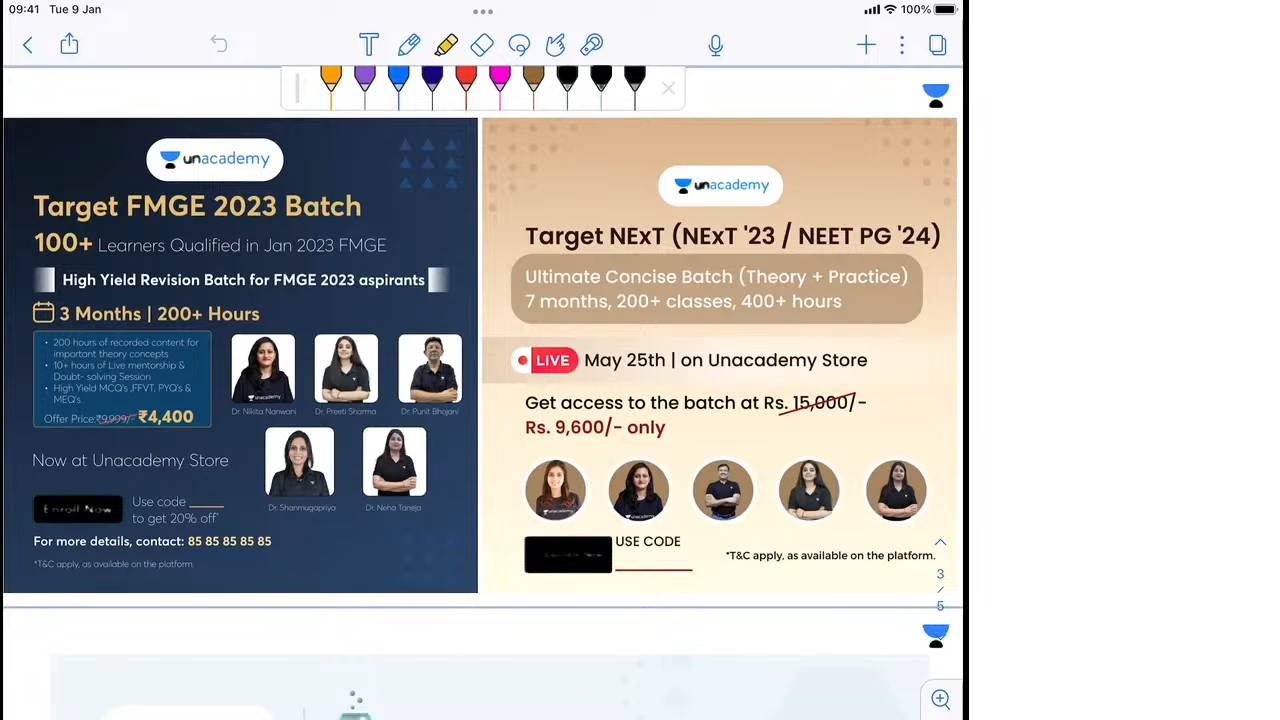 09:41 Tue 9 Jan
100%
T
unacademy
Target FMGE 2023 Batch
100+ Learners Qualified in Jan 2023 FMGE
High Yield Revision Batch for FMGE 2023 aspirants
3 Months | 200+ Hours
• 200 hours of recorded content for
important theory concepts
• 10+ hours of Live mentorship &
Doubt- solving Session
• High Yield MCQ's ,FFVT, PYQ's &
MEQ's
Offer Price:₹9,999/- ₹4,400
unacademy
Dr. Nikita Nanwani
Dr. Preeti Sharma
Dr. Punit Bhojani
Now at Unacademy Store
Dr. Shanmugapriya
Dr. Neha Taneja
Enroll Now
Use code ____
to get 20% off*
For more details, contact: 85 85 85 85 85
*T&C apply, as available on the platform.
unacademy
Target NExT (NExT '23 / NEET PG '24)
Ultimate Concise Batch (Theory + Practice)
7 months, 200+ classes, 400+ hours
LIVE May 25th | on Unacademy Store
Get access to the batch at Rs. 15,000/-
Rs. 9,600/- only
unacademy
unacademy
USE CODE
*T&C apply, as available on the platform.
3
/
5